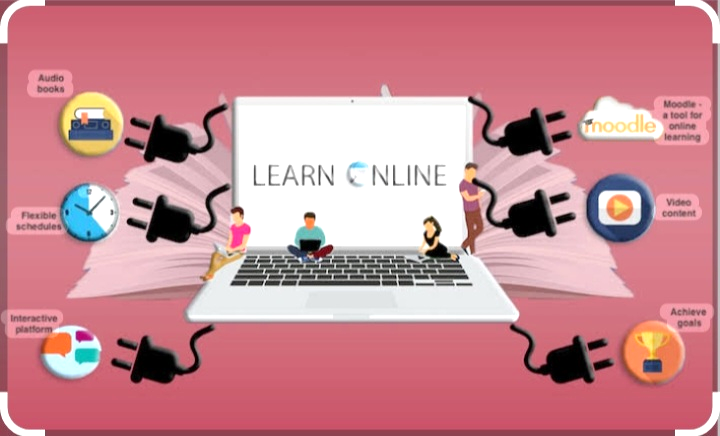 Audio
books
Moodle -
a tool for
online
learning
moodle
LEARN ONLINE
Flexible
schedules
Video
content
Interactive
platform
Achieve
goals